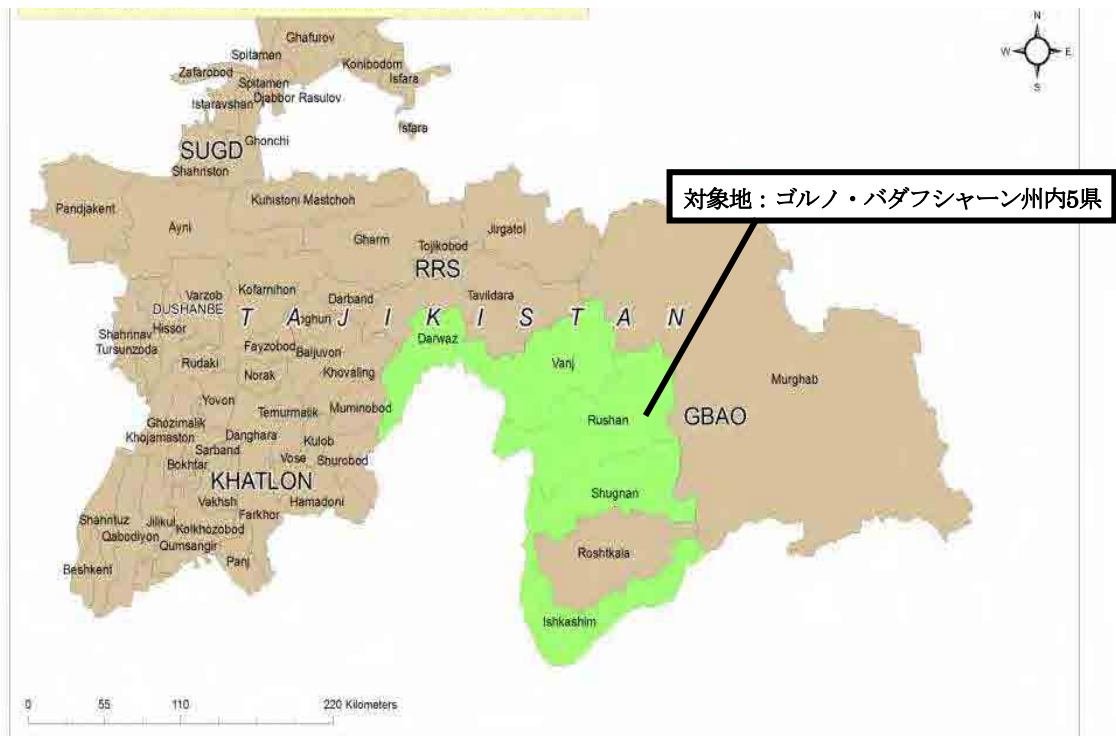 N
W E
S
Ghafurov
Spitamen
Konibodom
Zafarobod
Isfara
Spitamen
Djabbor Rasulov
Istaravshan
Isfara
Ghonchi
SUGD
Shahriston
対象地：ゴルノ・バダフシャーン州内5県
Kuhistoni Mastchoh
Pandjakent
Ayni
Jirgatol
Gharm
Tojikobod
RRS
Kofarnihon
Varzob
Darband
Tavildara
DUSHANBE
TAJIKISTAN
Roghun
Shahrinav
Hissor
Darwaz
Tursunzoda
Fayzobod
Baljuvon
Rudaki
Vanj
Norak
Khovaling
Murghab
Yovon
Temurmalik
Muminobod
Rushan
GBAO
Ghozimalik
Khojamaston
Danghara
Kulob
Sarband
Vose
Shurobod
Bokhtar
KHATLON
Shugnan
Vakhsh
Hamadoni
Farkhor
Shahrituz
Jilikul
Kolkhozobod
Qabodiyon
Qumsangir
Roshtkala
Panj
Beshkent
Ishkashim
0 55 110 220 Kilometers